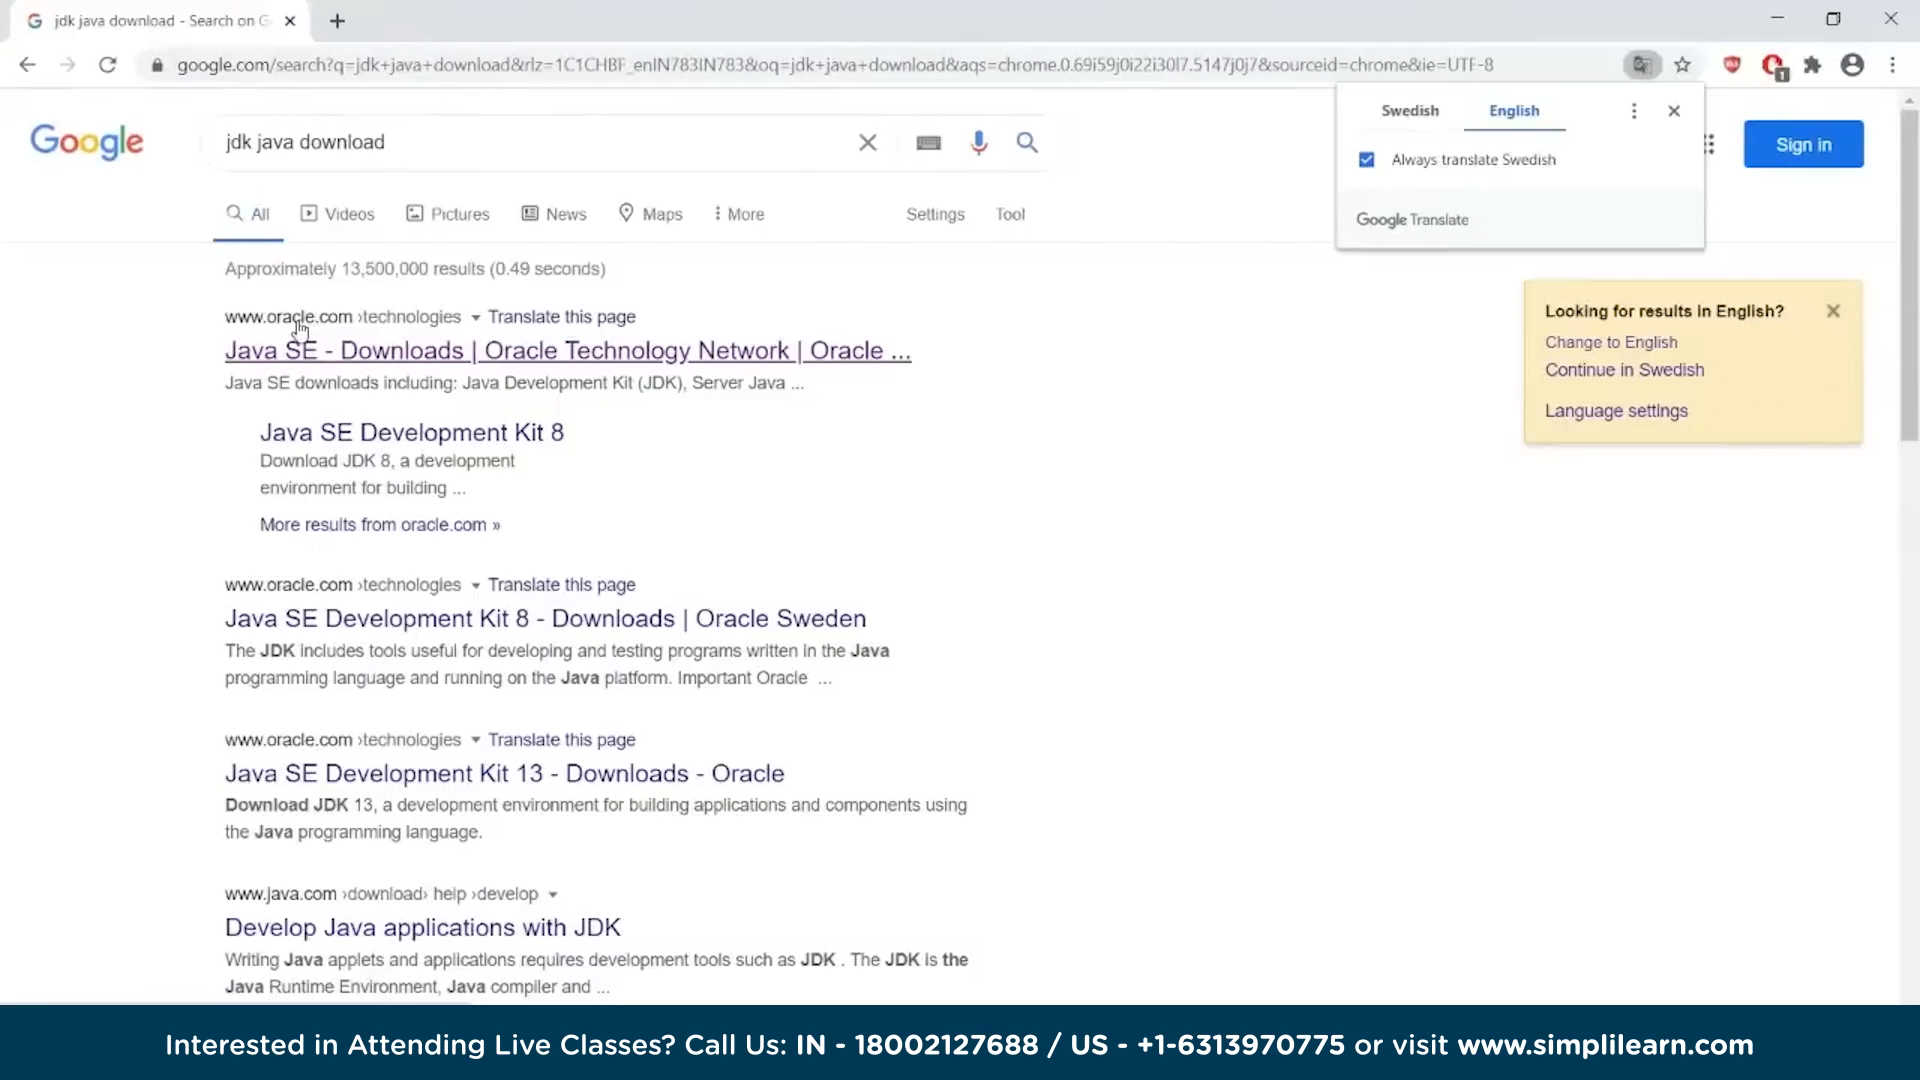 jdk java download - Search on G
google.com/search?q=jdk+java+download&rlz=1C1CHBF_enIN783IN783&oq=jdk+java+download&aqs=chrome.0.69i59j0i22i30l7.5147j0j7&sourceid=chrome&ie=UTF-8
1
Swedish English
Always translate Swedish
Google Translate
Google
jdk java download
Sign in
All Videos Pictures News Maps More Settings Tool
Approximately 13,500,000 results (0.49 seconds)
www.oracle.com ›technologies Translate this page
Java SE - Downloads | Oracle Technology Network | Oracle ...
Java SE downloads including: Java Development Kit (JDK), Server Java ...
Java SE Development Kit 8
Download JDK 8, a development
environment for building ...
More results from oracle.com »
Looking for results in English?
Change to English
Continue in Swedish
Language settings
www.oracle.com ›technologies Translate this page
Java SE Development Kit 8 - Downloads | Oracle Sweden
The JDK includes tools useful for developing and testing programs written in the Java
programming language and running on the Java platform. Important Oracle ...
www.oracle.com ›technologies Translate this page
Java SE Development Kit 13 - Downloads - Oracle
Download JDK 13, a development environment for building applications and components using
the Java programming language.
www.java.com ›download› help ›develop
Develop Java applications with JDK
Writing Java applets and applications requires development tools such as JDK . The JDK is the
Java Runtime Environment, Java compiler and ...
Interested in Attending Live Classes? Call Us: IN - 18002127688 / US - +1-6313970775 or visit www.simplilearn.com